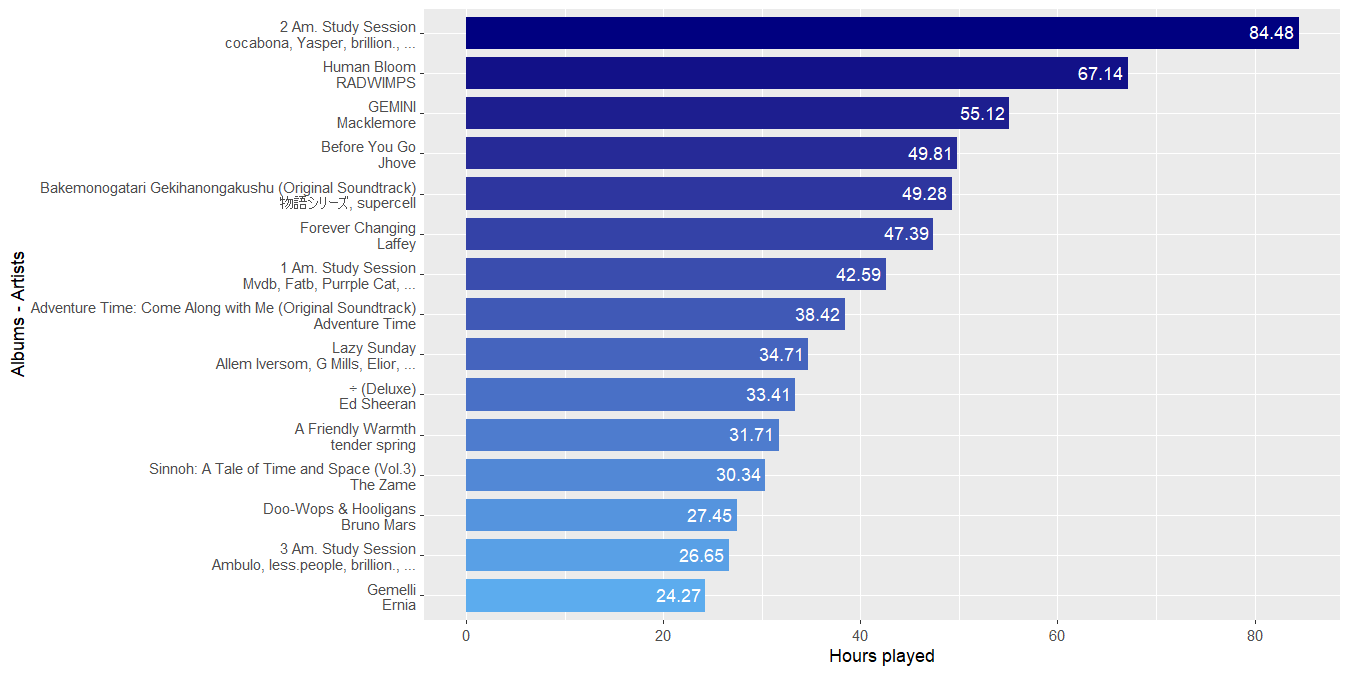 2 Am. Study Session
cocabona, Yasper, brillion., ...
84.48
Human Bloom
RADWIMPS
67.14
GEMINI
Macklemore
55.12
Before You Go
Jhove
49.81
Bakemonogatari Gekihanongakushu (Original Soundtrack)
物語シリーズ, supercell
49.28
Forever Changing
Laffey
47.39
1 Am. Study Session
Mvdb, Fatb, Purrple Cat, ...
42.59
Adventure Time: Come Along with Me (Original Soundtrack)
Adventure Time
38.42
Lazy Sunday
Allem Iversom, G Mills, Elior, ...
34.71
÷ (Deluxe)
Ed Sheeran
33.41
A Friendly Warmth
tender spring
31.71
Sinnoh: A Tale of Time and Space (Vol.3)
The Zame
30.34
Doo-Wops & Hooligans
Bruno Mars
27.45
3 Am. Study Session
Ambulo, less.people, brillion., ...
26.65
Gemelli
Ernia
24.27
0 20 40 60 80
Hours played
Albums - Artists